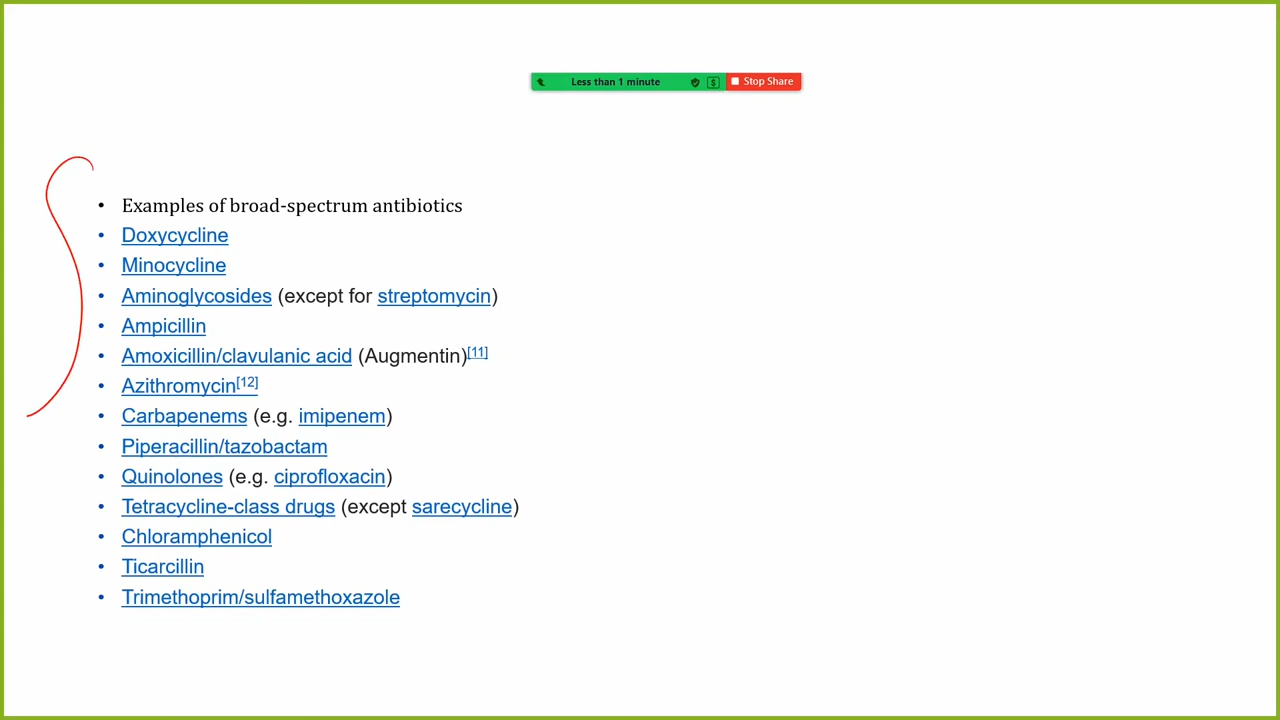 Less than 1 minute
$
Stop Share
• Examples of broad-spectrum antibiotics
• Doxycycline
• Minocycline
• Aminoglycosides (except for streptomycin)
• Ampicillin
• Amoxicillin/clavulanic acid (Augmentin)[11]
• Azithromycin[12]
• Carbapenems (e.g. imipenem)
• Piperacillin/tazobactam
• Quinolones (e.g. ciprofloxacin)
• Tetracycline-class drugs (except sarecycline)
• Chloramphenicol
• Ticarcillin
• Trimethoprim/sulfamethoxazole